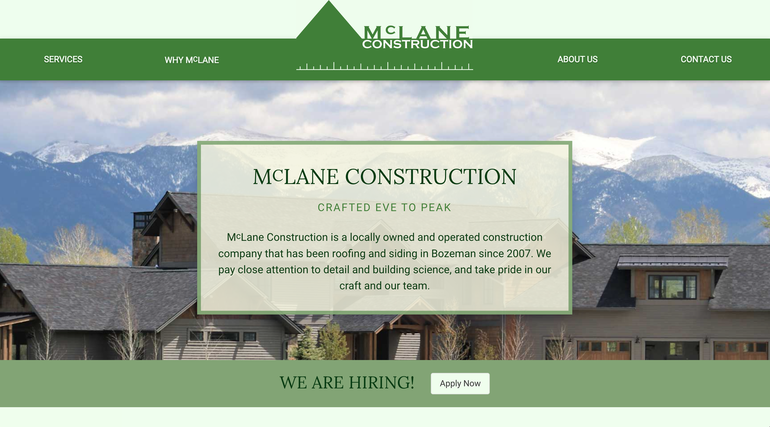 McLANE
CONSTRUCTION
SERVICES
WHY McLANE
ABOUT US
CONTACT US
McLANE CONSTRUCTION
CRAFTED EVE TO PEAK
McLane Construction is a locally owned and operated construction
company that has been roofing and siding in Bozeman since 2007. We
pay close attention to detail and building science, and take pride in our
craft and our team.
WE ARE HIRING!
Apply Now